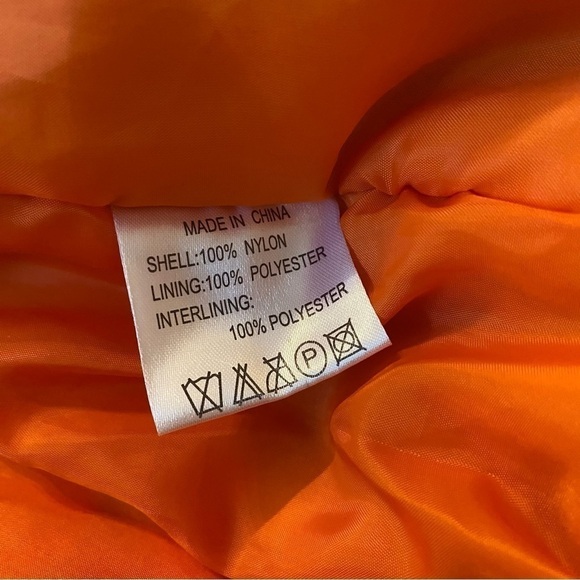 MADE IN CHINA
SHELL:100% NYLON
LINING:100% POLYESTER
INTERLINING:
100% POLYESTER
P